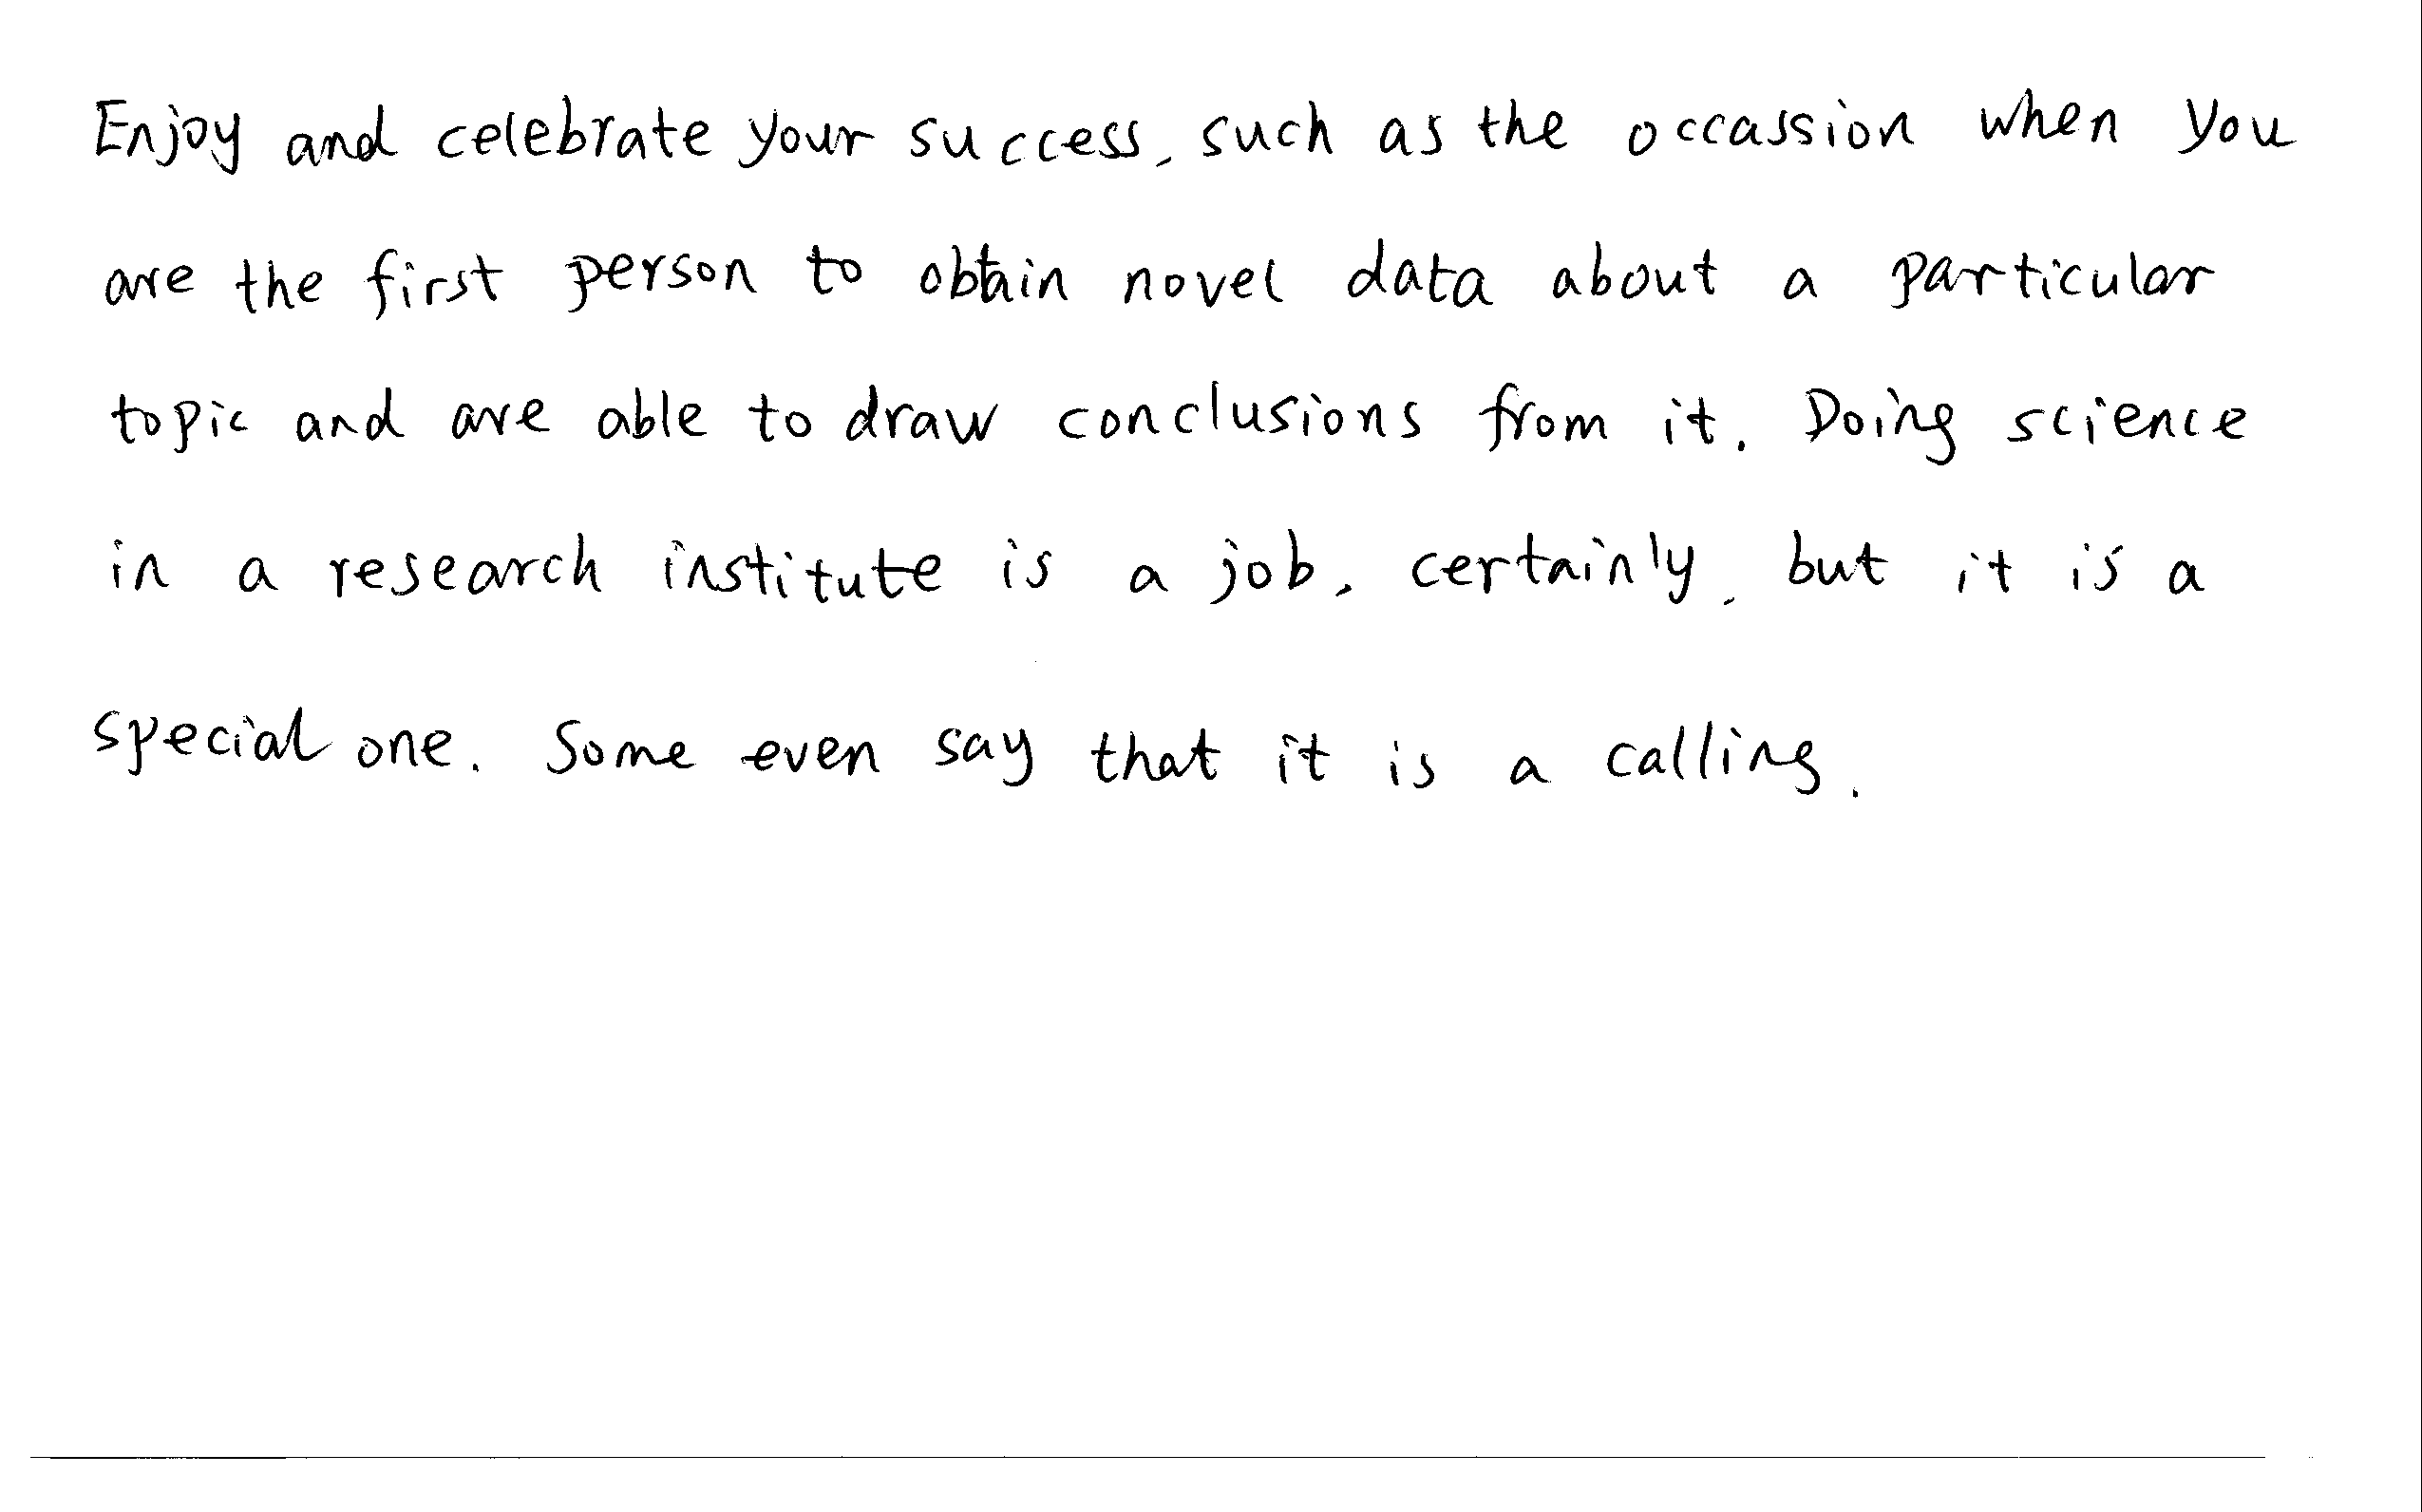 Enjoy and celebrate your success, such as the occassion when you
are the first person to obtain novel data about a particular
topic and are able to draw conclusions from it. Doing science
in a research institute is a job, certainly, but it is a
special one. Some even say that it is a calling.